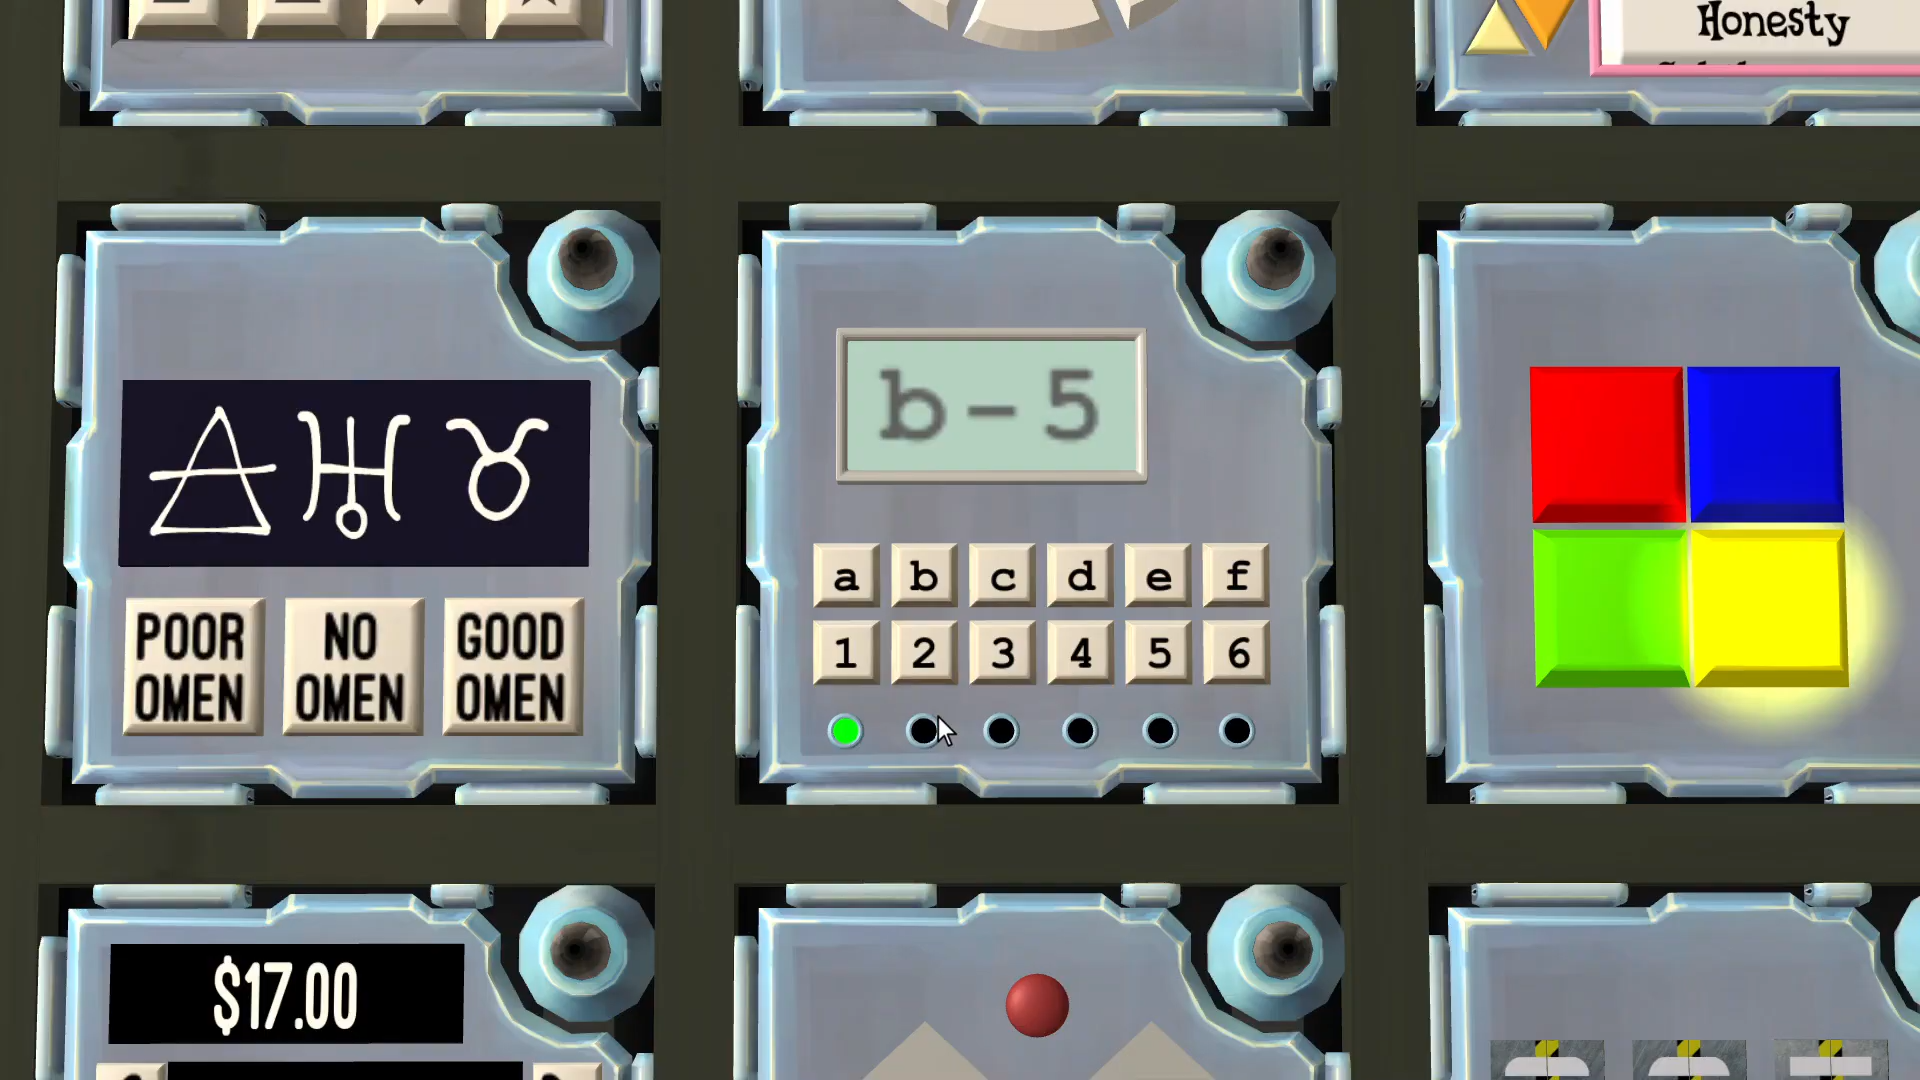 Honesty
b-5
a b c d e f
1 2 3 4 5 6
POOR OMEN
NO OMEN
GOOD OMEN
$17.00